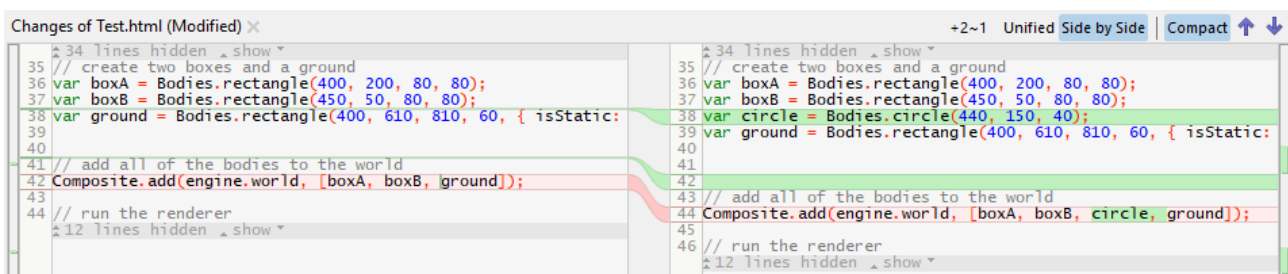 Changes of Test.html (Modified) ×
+2~1 Unified Side by Side Compact
34 lines hidden show
35 // create two boxes and a ground
36 var boxA = Bodies.rectangle(400, 200, 80, 80);
37 var boxB = Bodies.rectangle(450, 50, 80, 80);
38 var ground = Bodies.rectangle(400, 610, 810, 60, { isStatic:
39
40
41 // add all of the bodies to the world
42 Composite.add(engine.world, [boxA, boxB, ground]);
43
44 // run the renderer
12 lines hidden show
34 lines hidden show
35 // create two boxes and a ground
36 var boxA = Bodies.rectangle(400, 200, 80, 80);
37 var boxB = Bodies.rectangle(450, 50, 80, 80);
38 var circle = Bodies.circle(440, 150, 40);
39 var ground = Bodies.rectangle(400, 610, 810, 60, { isStatic:
40
41
42
43 // add all of the bodies to the world
44 Composite.add(engine.world, [boxA, boxB, circle, ground]);
45
46 // run the renderer
12 lines hidden show